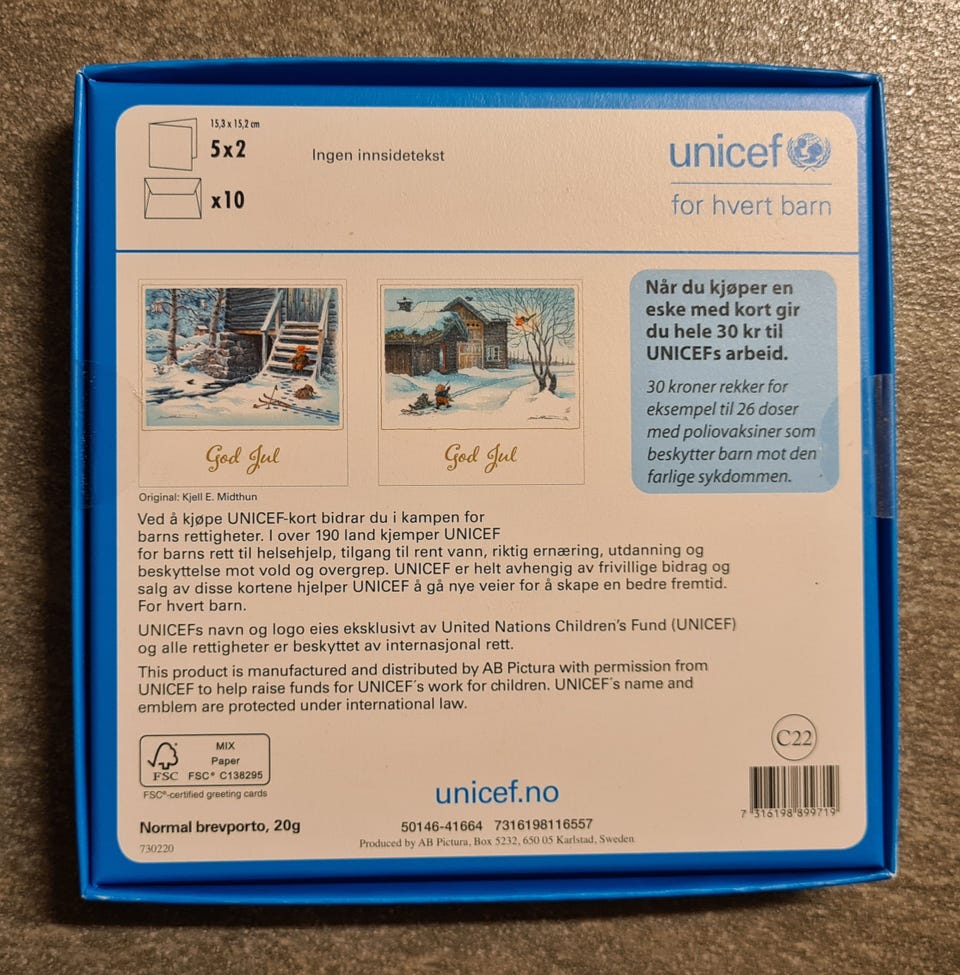 15,3 x 15,2 cm
5x2
Ingen innsidetekst
x10
unicef
for hvert barn
God Jul
God Jul
Original: Kjell E. Midthun
Når du kjøper en
eske med kort gir
du hele 30 kr til
UNICEFs arbeid.
30 kroner rekker for
eksempel til 26 doser
med poliovaksiner som
beskytter barn mot den
farlige sykdommen.
Ved å kjøpe UNICEF-kort bidrar du i kampen for
barns rettigheter. I over 190 land kjemper UNICEF
for barns rett til helsehjelp, tilgang til rent vann, riktig ernæring, utdanning og
beskyttelse mot vold og overgrep. UNICEF er helt avhengig av frivillige bidrag og
salg av disse kortene hjelper UNICEF å gå nye veier for å skape en bedre fremtid.
For hvert barn.
UNICEFs navn og logo eies eksklusivt av United Nations Children's Fund (UNICEF)
og alle rettigheter er beskyttet av internasjonal rett.
This product is manufactured and distributed by AB Pictura with permission from
UNICEF to help raise funds for UNICEF´s work for children. UNICEF´s name and
emblem are protected under international law.
MIX
Paper
FSC
FSC® C138295
FSC®-certified greeting cards
Normal brevporto, 20g
730220
unicef.no
50146-41664 7316198116557
Produced by AB Pictura, Box 5232, 650 05 Karlstad, Sweden
C22
7 316198 899719